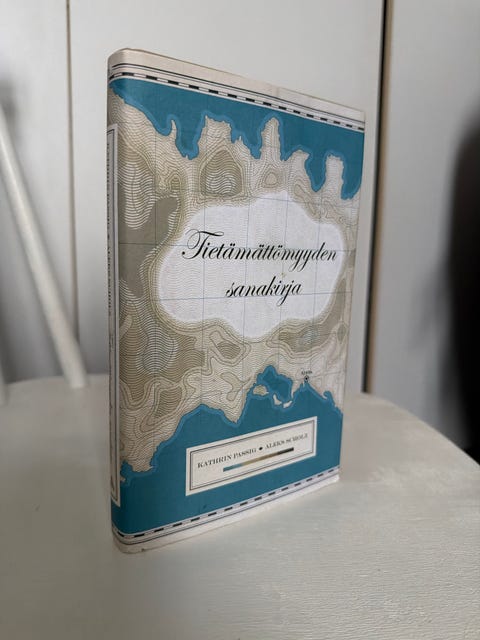 Tietämättömyyden
sanakirja
KATHRIN PASSIG ◆ ALEKS SCHOLZ